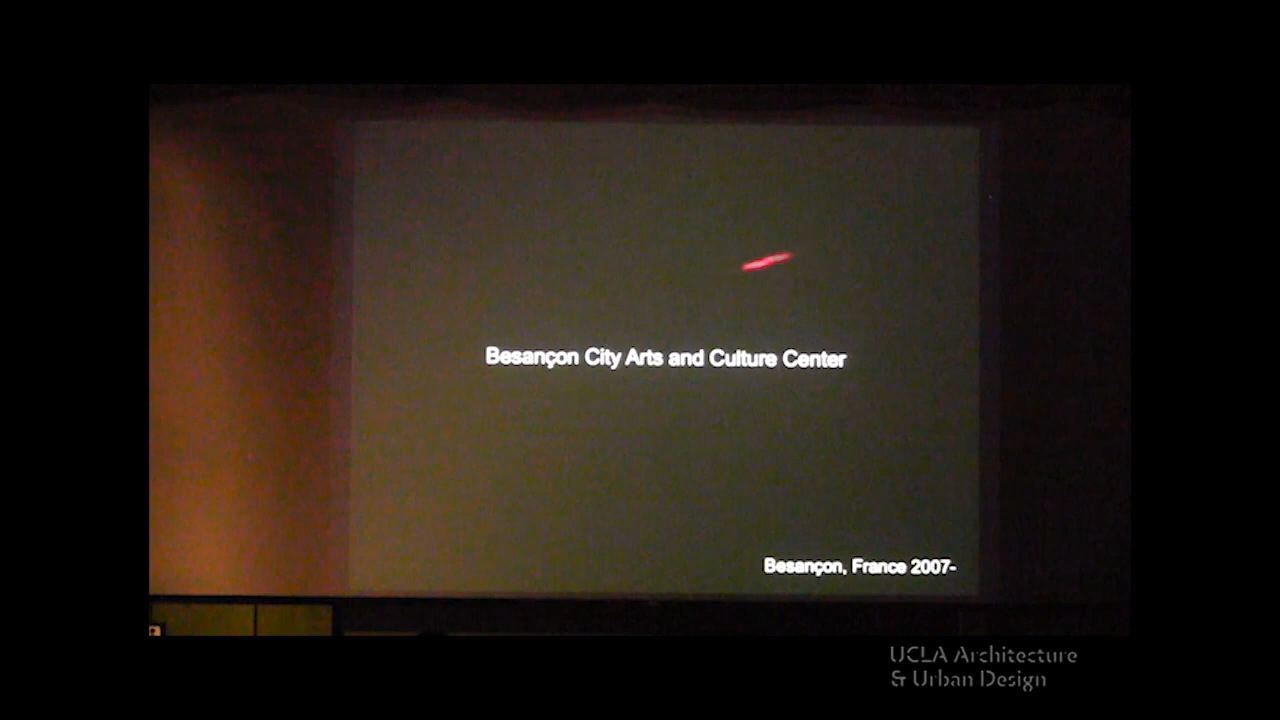 Besançon City Arts and Culture Center
Besançon, France 2007-
UCLA Architecture
& Urban Design